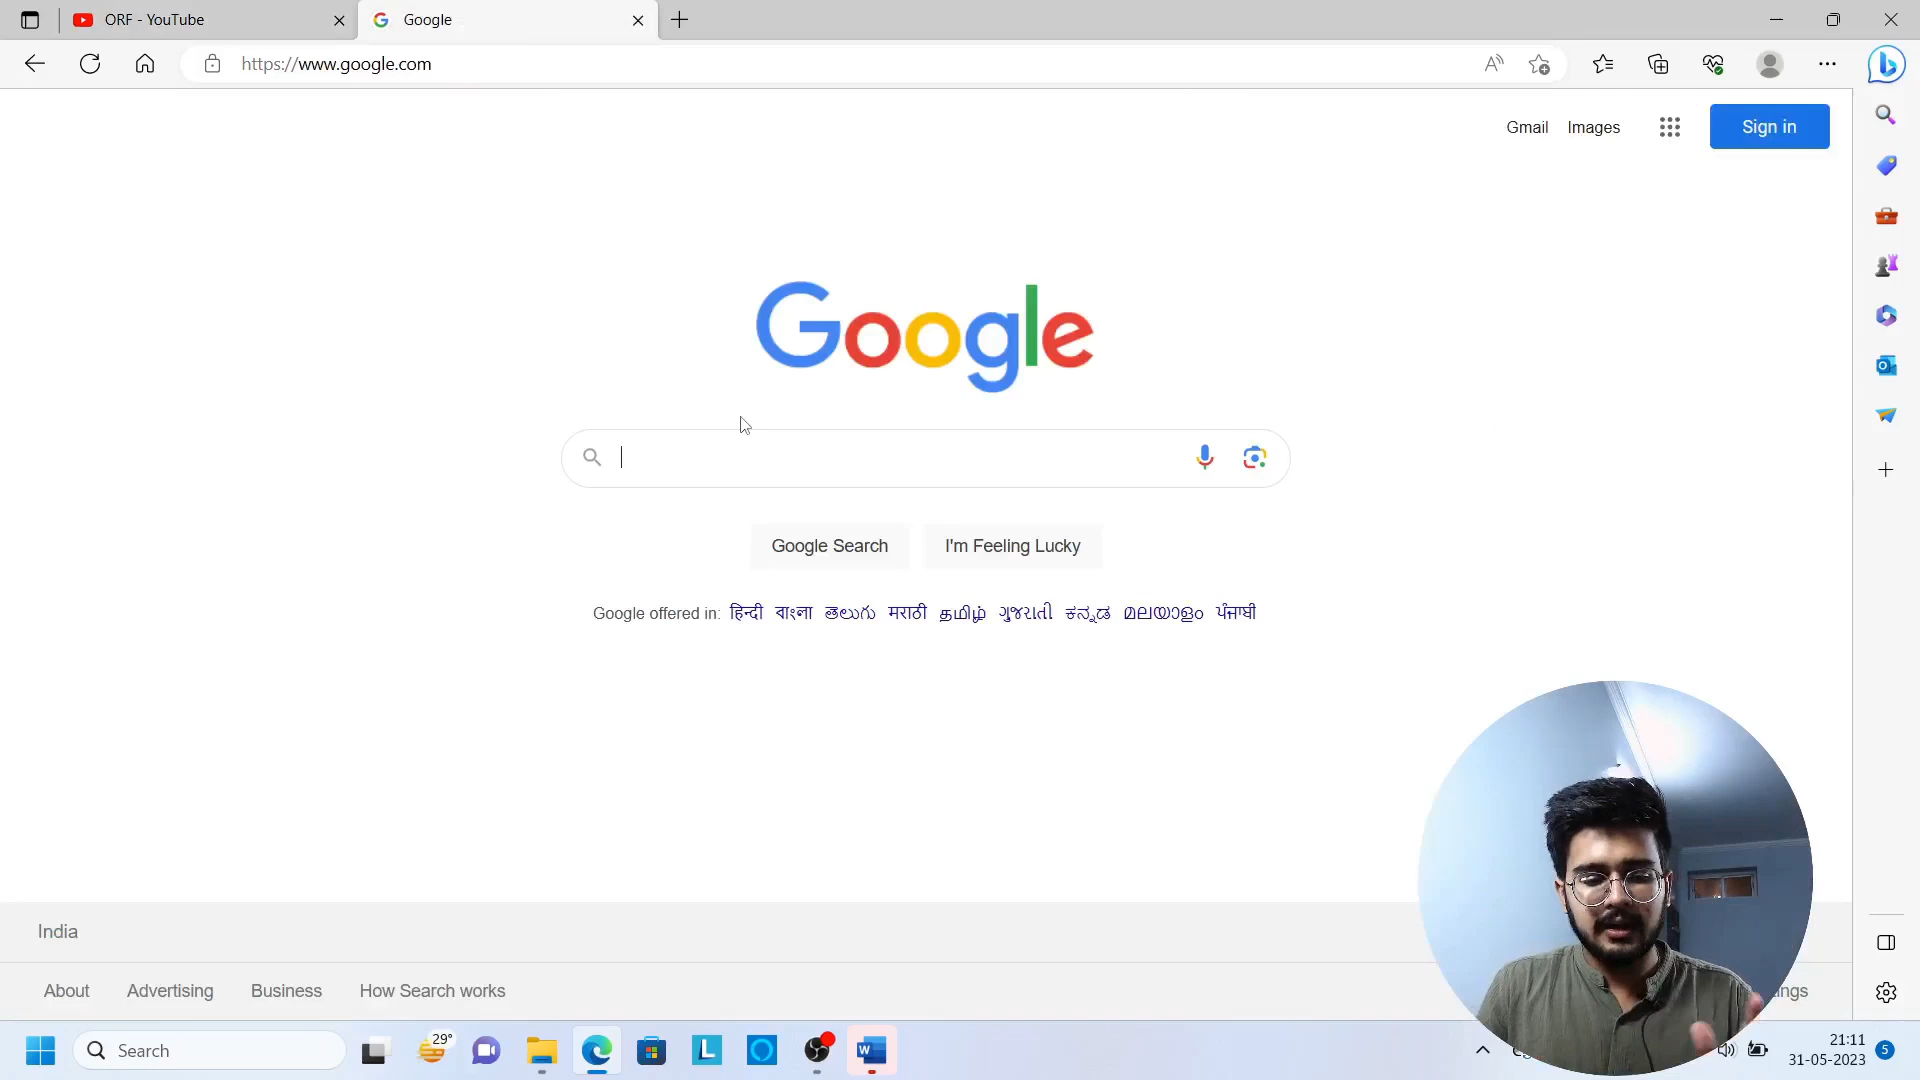 ORF - YouTube
Google
https://www.google.com
Gmail Images
Sign in
Google
Google Search
I'm Feeling Lucky
Google offered in: हिन्दी বাংলা తెలుగు मराठी தமிழ் ગુજરાતી ಕನ್ನಡ മലയാളം ਪੰਜਾਬੀ
India
About Advertising Business How Search works
Search
29°
21:11
31-05-2023
5